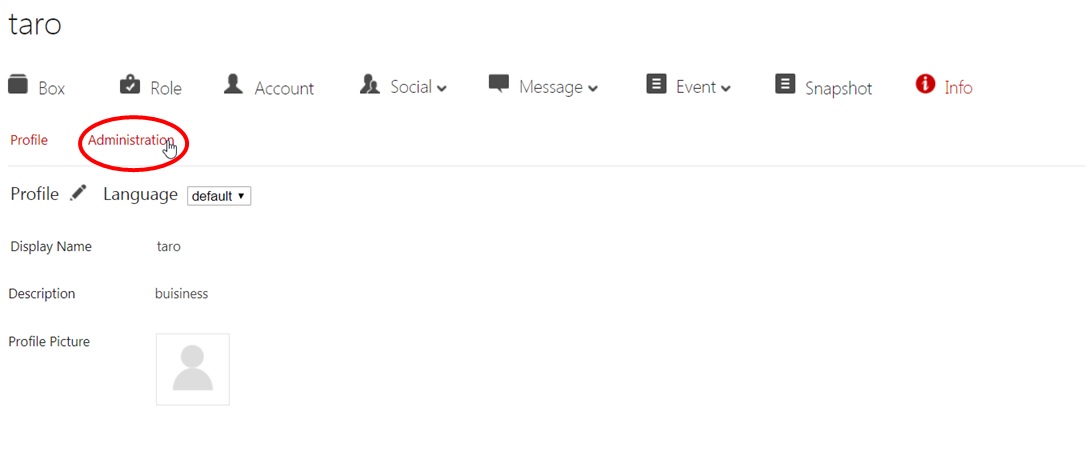 taro
Box Role Account Social Message Event Snapshot Info
Profile Administration
Profile Language default
Display Name taro
Description buisiness
Profile Picture